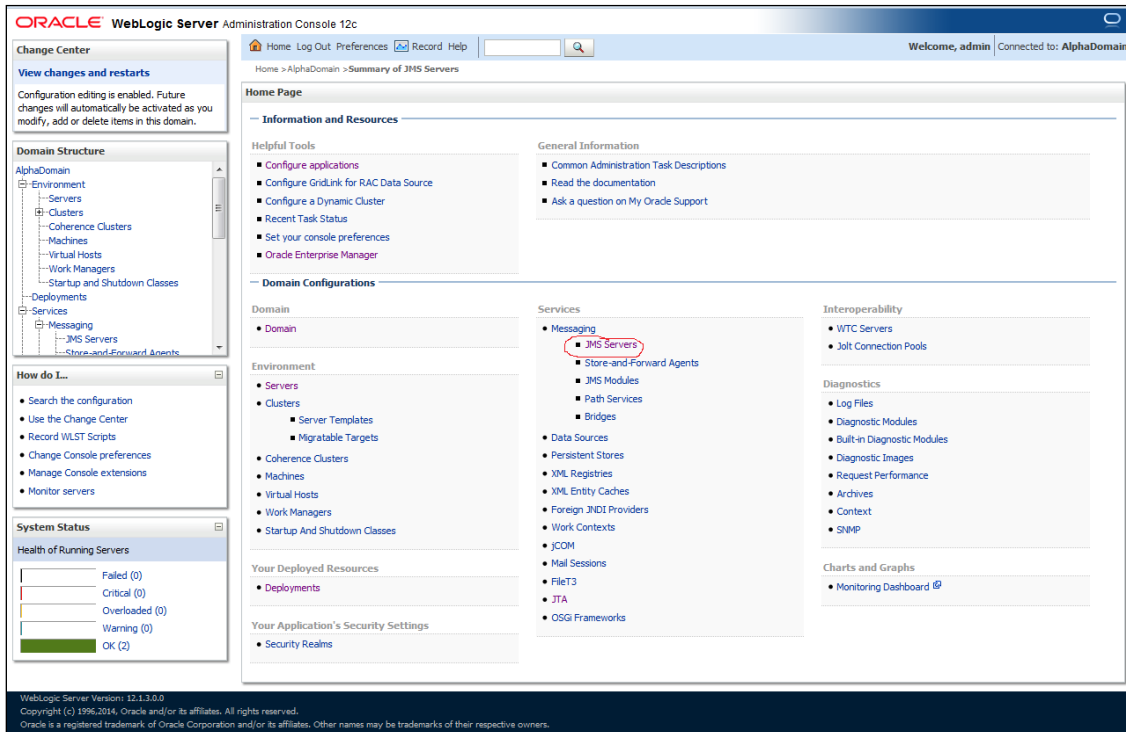 ORACLE WebLogic Server Administration Console 12c
Change Center
View changes and restarts
Configuration editing is enabled. Future
changes will automatically be activated as you
modify, add or delete items in this domain.
Domain Structure
AlphaDomain
Environment
Servers
Clusters
Coherence Clusters
Machines
Virtual Hosts
Work Managers
Startup and Shutdown Classes
Deployments
Services
Messaging
JMS Servers
Store-and-Forward Agents
How do I...
Search the configuration
Use the Change Center
Record WLST Scripts
Change Console preferences
Manage Console extensions
Monitor servers
System Status
Health of Running Servers
Failed (0)
Critical (0)
Overloaded (0)
Warning (0)
OK (2)
Home Log Out Preferences Record Help
Welcome, admin Connected to: AlphaDomain
Home >AlphaDomain >Summary of JMS Servers
Home Page
Information and Resources
Helpful Tools
Configure applications
Configure GridLink for RAC Data Source
Configure a Dynamic Cluster
Recent Task Status
Set your console preferences
Oracle Enterprise Manager
General Information
Common Administration Task Descriptions
Read the documentation
Ask a question on My Oracle Support
Domain Configurations
Domain
Domain
Environment
Servers
Clusters
Server Templates
Migratable Targets
Coherence Clusters
Machines
Virtual Hosts
Work Managers
Startup And Shutdown Classes
Your Deployed Resources
Deployments
Your Application's Security Settings
Security Realms
Services
Messaging
JMS Servers
Store-and-Forward Agents
JMS Modules
Path Services
Bridges
Data Sources
Persistent Stores
XML Registries
XML Entity Caches
Foreign JNDI Providers
Work Contexts
jCOM
Mail Sessions
FileT3
JTA
OSGi Frameworks
Interoperability
WTC Servers
Jolt Connection Pools
Diagnostics
Log Files
Diagnostic Modules
Built-in Diagnostic Modules
Diagnostic Images
Request Performance
Archives
Context
SNMP
Charts and Graphs
Monitoring Dashboard
WebLogic Server Version: 12.1.3.0.0
Copyright (c) 1996,2014, Oracle and/or its affiliates. All rights reserved.
Oracle is a registered trademark of Oracle Corporation and/or its affiliates. Other names may be trademarks of their respective owners.